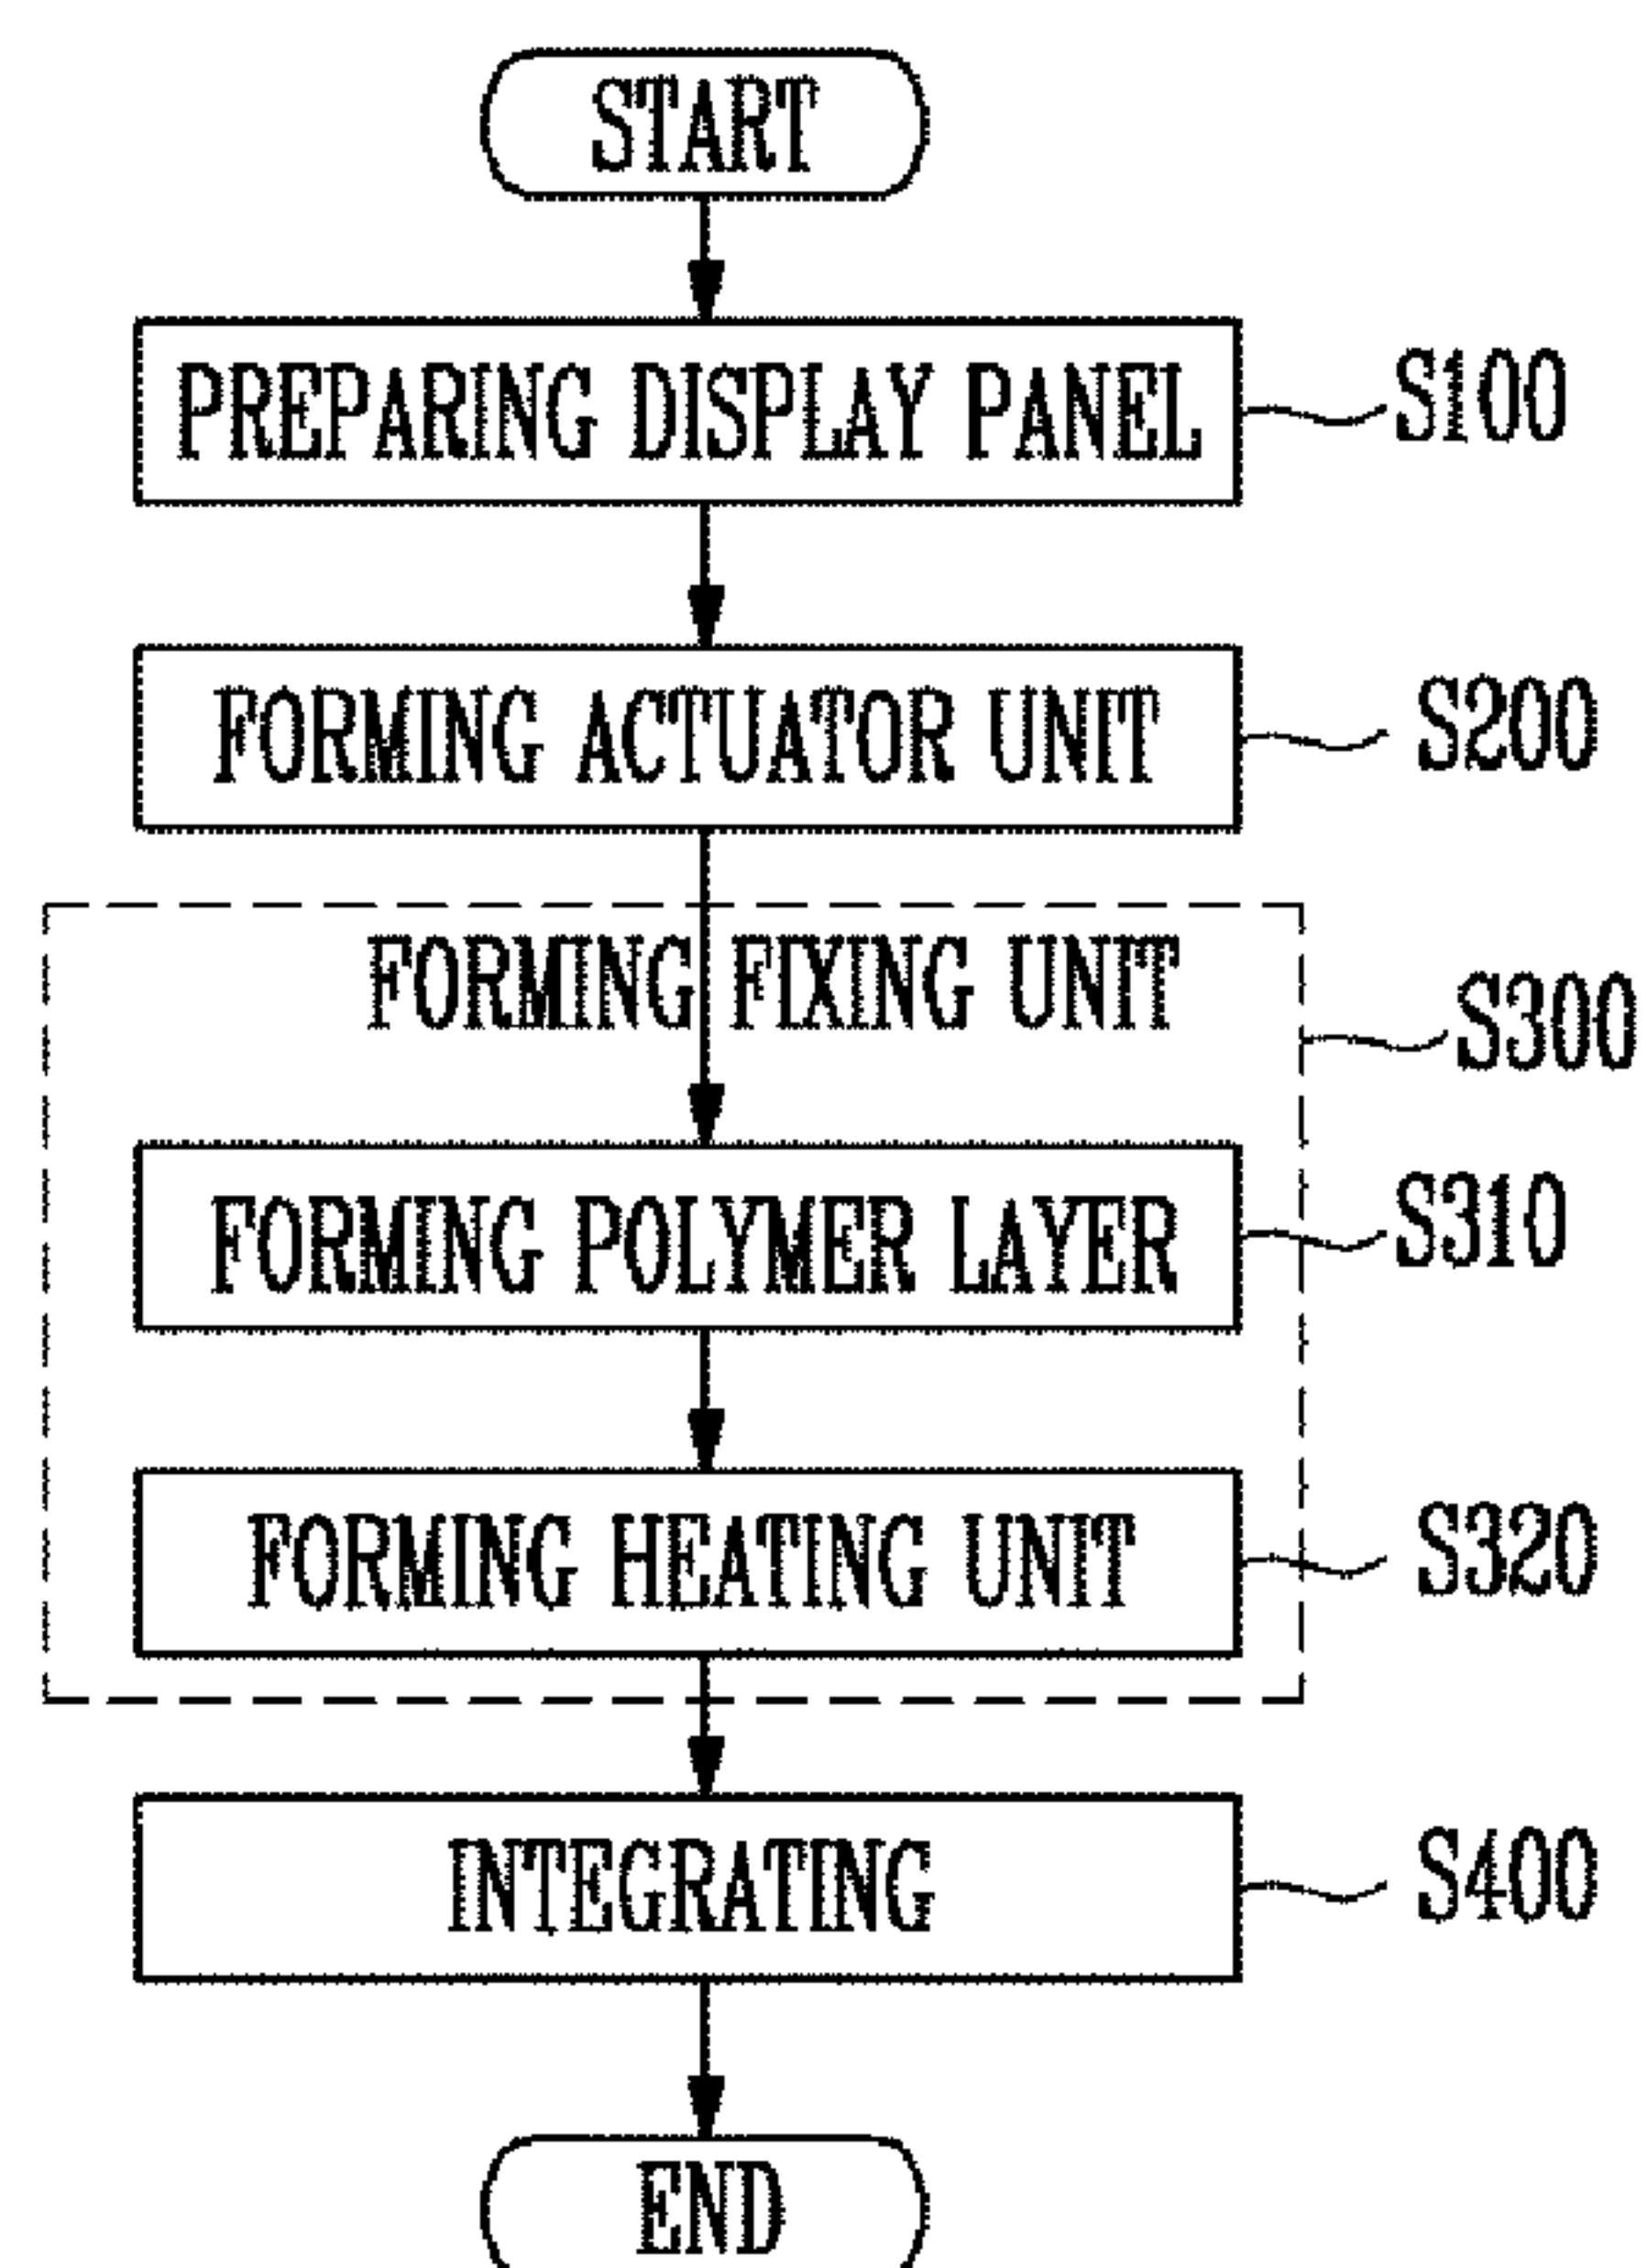 START
PREPARING DISPLAY PANEL S100
FORMING ACTUATOR UNIT S200
FORMING FIXING UNIT S300
FORMING POLYMER LAYER S310
FORMING HEATING UNIT S320
INTEGRATING S400
END